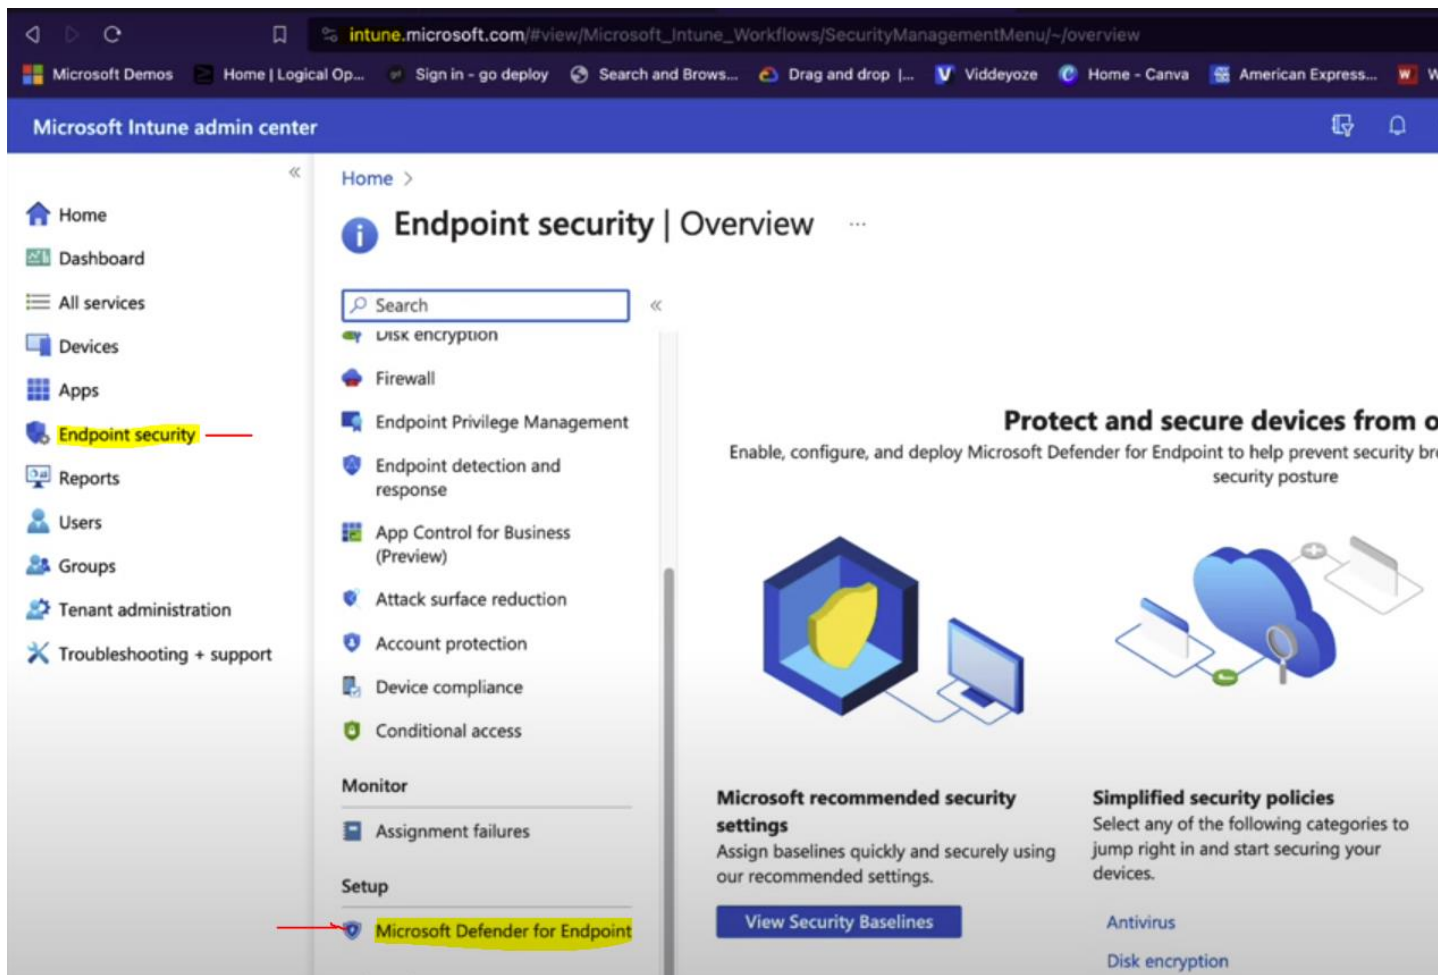 intune.microsoft.com/#view/Microsoft_Intune_Workflows/SecurityManagementMenu/~/overview
Microsoft Demos
Home | Logical Op...
Sign in - go deploy
Search and Brows...
Drag and drop |...
Viddeyoze
Home - Canva
American Express...
Microsoft Intune admin center
Home
Dashboard
All services
Devices
Apps
Endpoint security
Reports
Users
Groups
Tenant administration
Troubleshooting + support
Home >
Endpoint security | Overview
Search
Disk encryption
Firewall
Endpoint Privilege Management
Endpoint detection and
response
App Control for Business
(Preview)
Attack surface reduction
Account protection
Device compliance
Conditional access
Monitor
Assignment failures
Setup
Microsoft Defender for Endpoint
Protect and secure devices from o
Enable, configure, and deploy Microsoft Defender for Endpoint to help prevent security bre
security posture
Microsoft recommended security
settings
Assign baselines quickly and securely using
our recommended settings.
View Security Baselines
Simplified security policies
Select any of the following categories to
jump right in and start securing your
devices.
Antivirus
Disk encryption